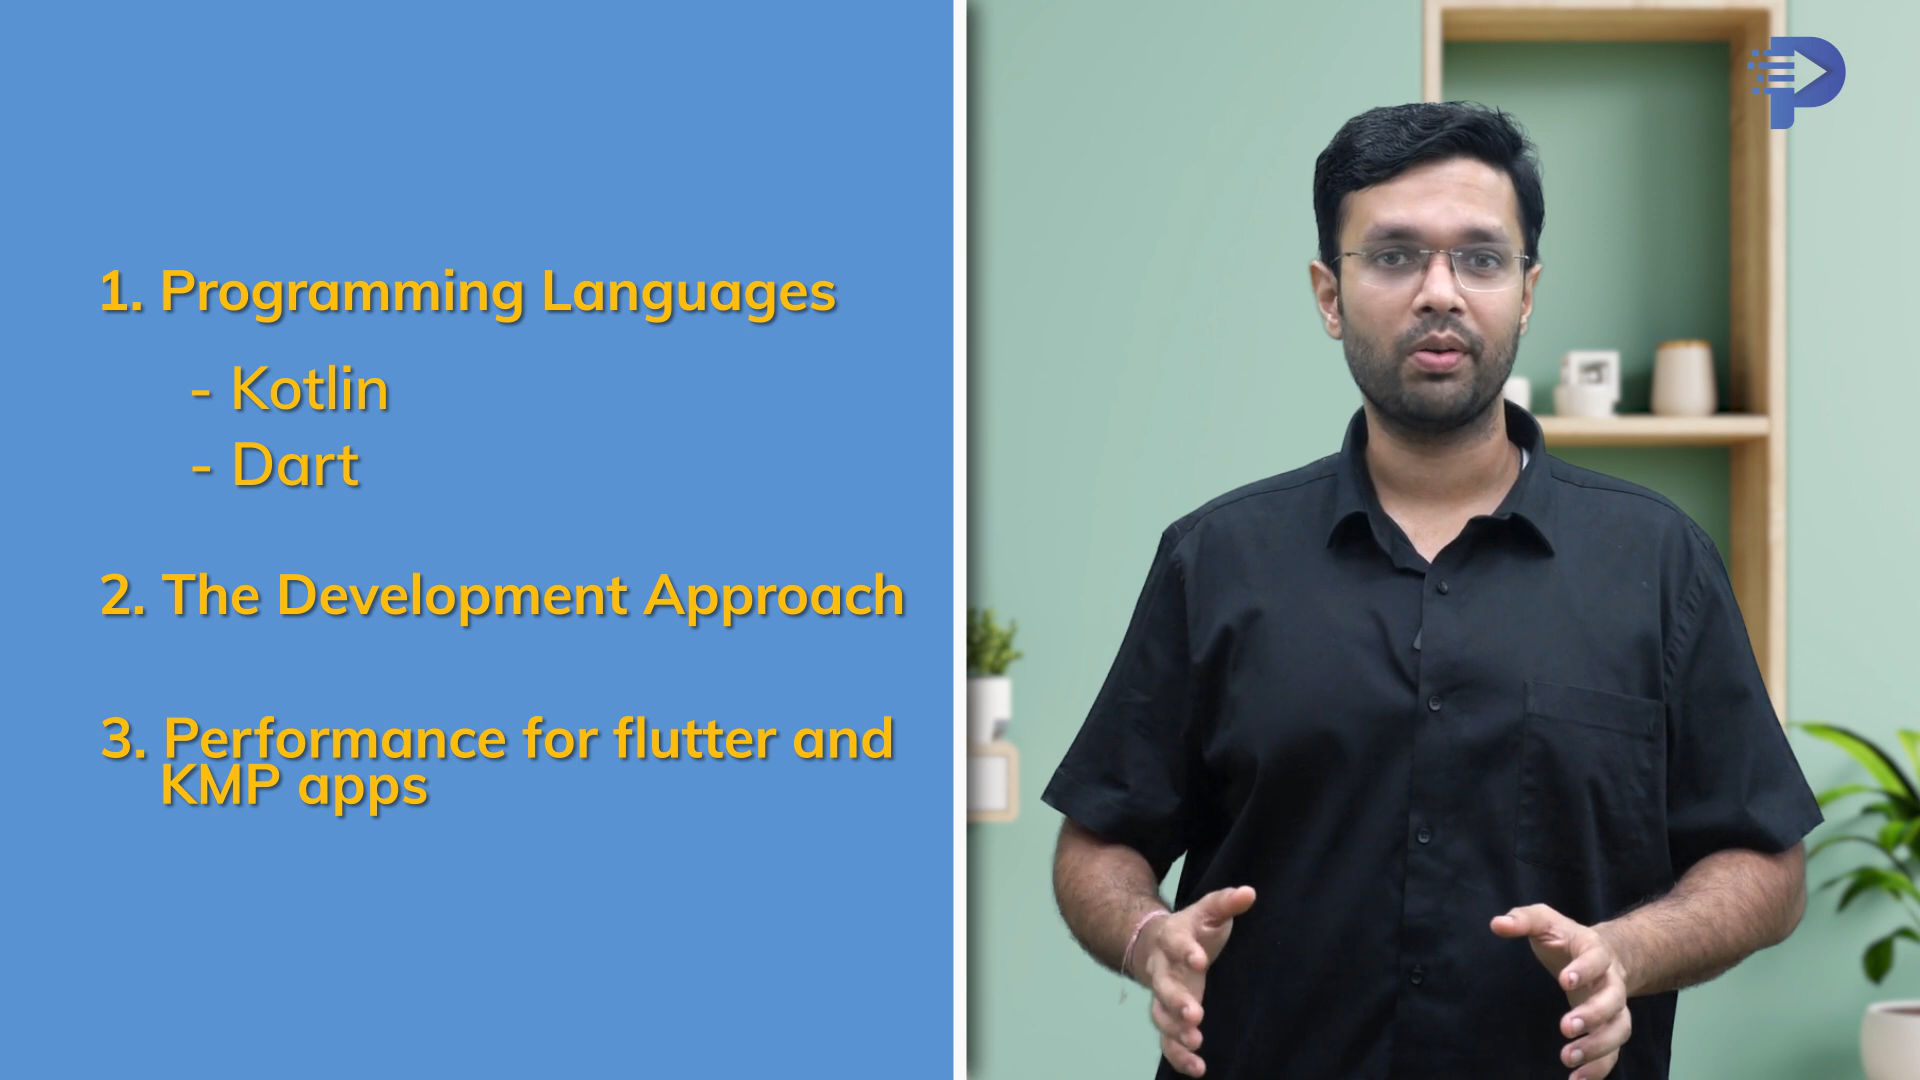 1. Programming Languages
- Kotlin
- Dart
2. The Development Approach
3. Performance for flutter and
KMP apps